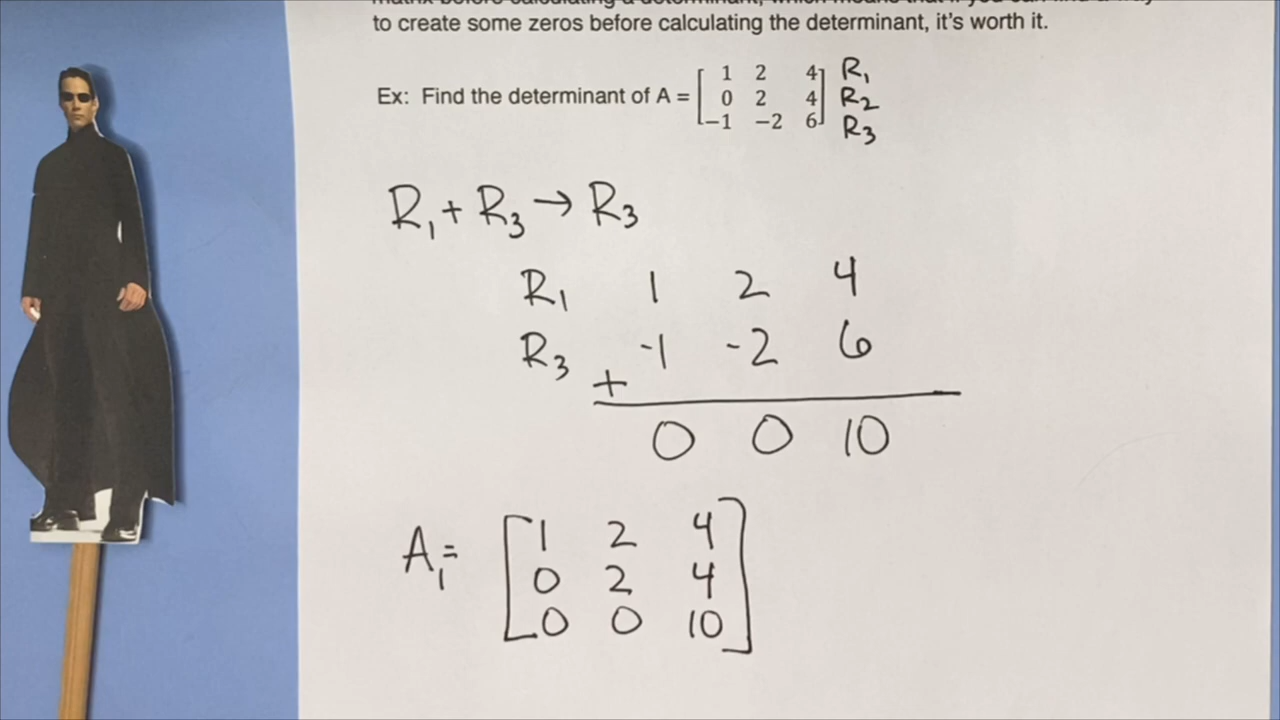 to create some zeros before calculating the determinant, it's worth it.
Ex: Find the determinant of A = [ 1 2 4 ] R₁
[ 0 2 4 ] R₂
[ −1 −2 6 ] R₃
R₁ + R₃ → R₃
R₁ 1 2 4
R₃ + -1 -2 6
0 0 10
A₁ = [ 1 2 4 ]
[ 0 2 4 ]
[ 0 0 10 ]